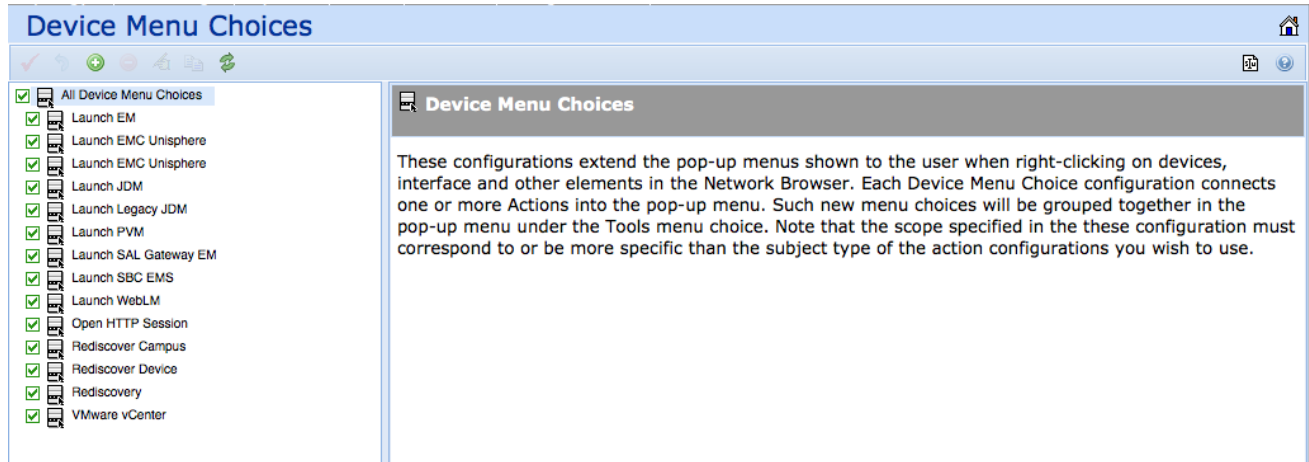 Device Menu Choices
All Device Menu Choices
Launch EM
Launch EMC Unisphere
Launch EMC Unisphere
Launch JDM
Launch Legacy JDM
Launch PVM
Launch SAL Gateway EM
Launch SBC EMS
Launch WebLM
Open HTTP Session
Rediscover Campus
Rediscover Device
Rediscovery
VMware vCenter
Device Menu Choices
These configurations extend the pop-up menus shown to the user when right-clicking on devices,
interface and other elements in the Network Browser. Each Device Menu Choice configuration connects
one or more Actions into the pop-up menu. Such new menu choices will be grouped together in the
pop-up menu under the Tools menu choice. Note that the scope specified in the these configuration must
correspond to or be more specific than the subject type of the action configurations you wish to use.